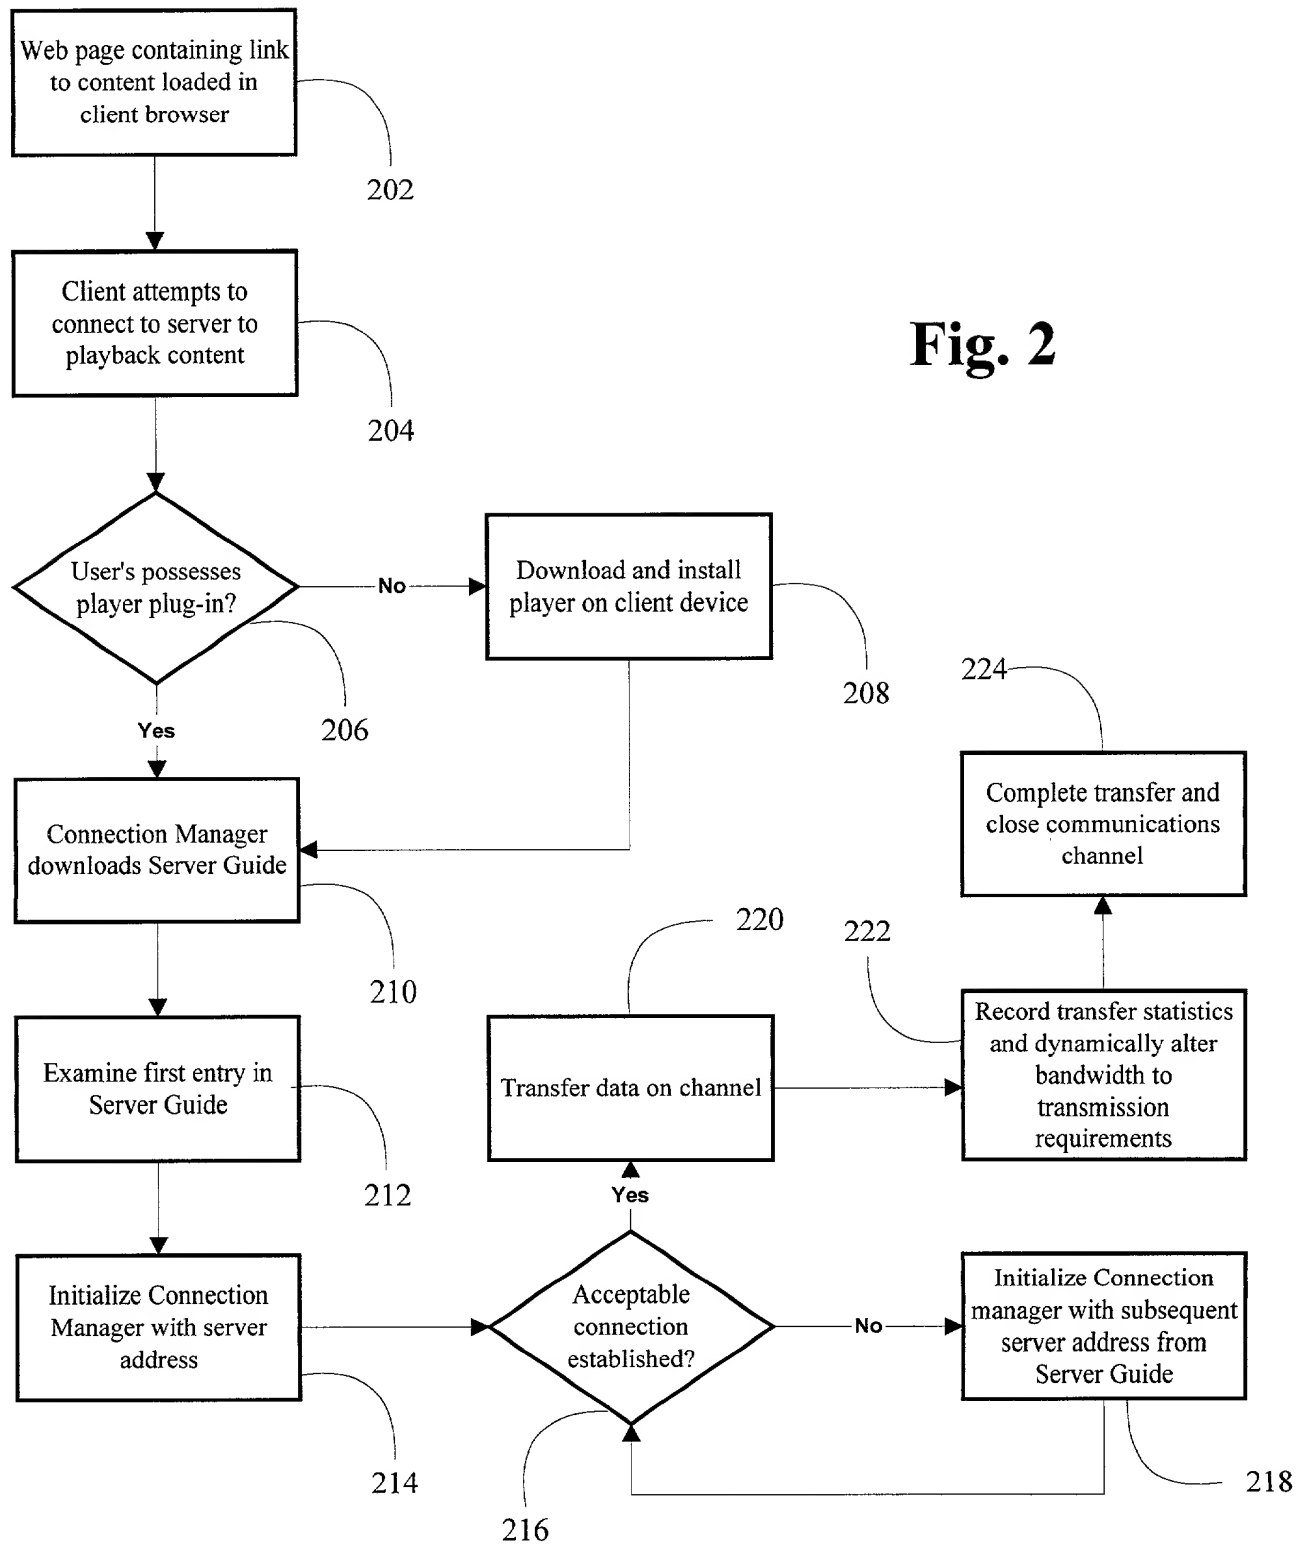 Web page containing link
to content loaded in
client browser
202
Client attempts to
connect to server to
playback content
204
Fig. 2
User's possesses
player plug-in?
206
No
Download and install
player on client device
208
Yes
Connection Manager
downloads Server Guide
210
Examine first entry in
Server Guide
212
Initialize Connection
Manager with server
address
214
Acceptable
connection
established?
216
No
Initialize Connection
manager with subsequent
server address from
Server Guide
218
Yes
Transfer data on channel
220
222
Record transfer statistics
and dynamically alter
bandwidth to
transmission
requirements
224
Complete transfer and
close communications
channel